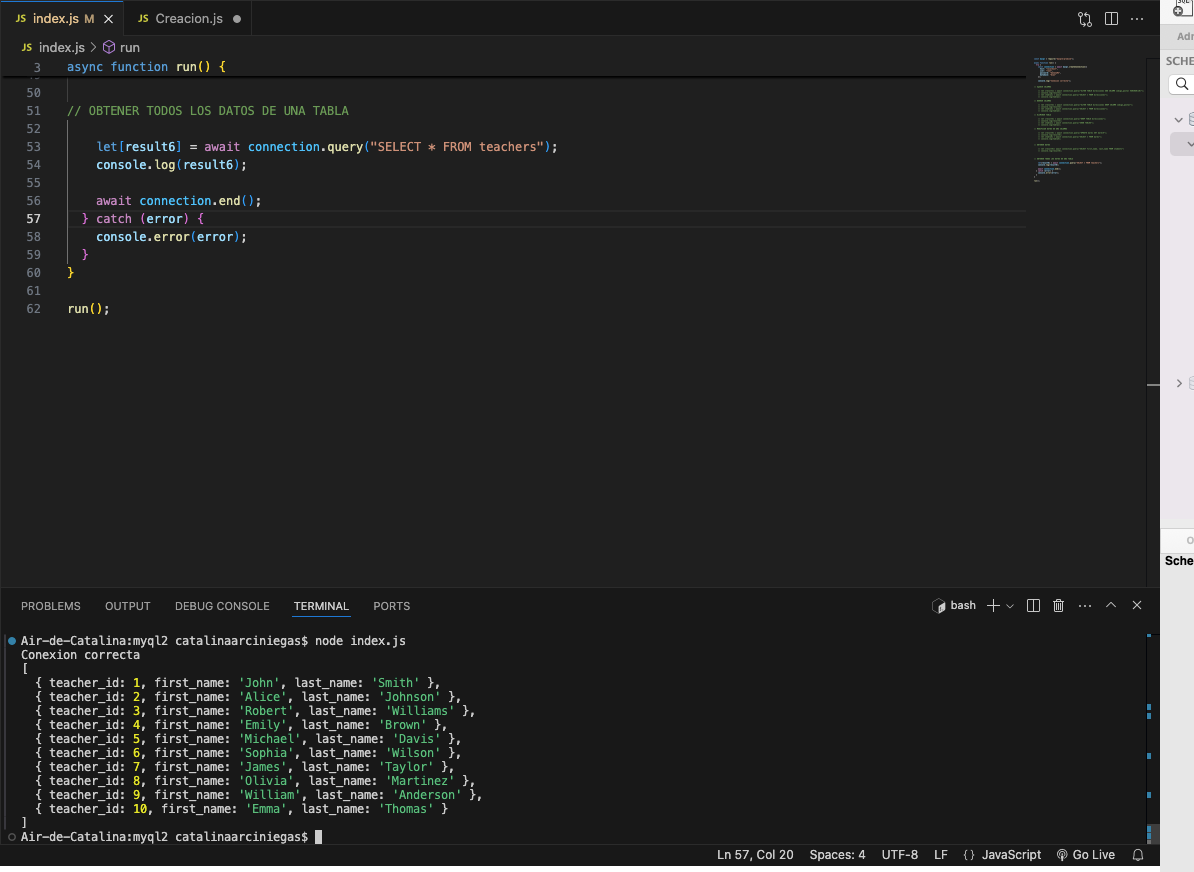 JS index.js M
JS Creacion.js
JS index.js > run
3 async function run() {
50
51 // OBTENER TODOS LOS DATOS DE UNA TABLA
52
53 let[result6] = await connection.query("SELECT * FROM teachers");
54 console.log(result6);
55
56 await connection.end();
57 } catch (error) {
58 console.error(error);
59 }
60 }
61
62 run();
PROBLEMS OUTPUT DEBUG CONSOLE TERMINAL PORTS
bash
Air-de-Catalina:myql2 catalinaarciniegas$ node index.js
Conexion correcta
[
{ teacher_id: 1, first_name: 'John', last_name: 'Smith' },
{ teacher_id: 2, first_name: 'Alice', last_name: 'Johnson' },
{ teacher_id: 3, first_name: 'Robert', last_name: 'Williams' },
{ teacher_id: 4, first_name: 'Emily', last_name: 'Brown' },
{ teacher_id: 5, first_name: 'Michael', last_name: 'Davis' },
{ teacher_id: 6, first_name: 'Sophia', last_name: 'Wilson' },
{ teacher_id: 7, first_name: 'James', last_name: 'Taylor' },
{ teacher_id: 8, first_name: 'Olivia', last_name: 'Martinez' },
{ teacher_id: 9, first_name: 'William', last_name: 'Anderson' },
{ teacher_id: 10, first_name: 'Emma', last_name: 'Thomas' }
]
Air-de-Catalina:myql2 catalinaarciniegas$
Ln 57, Col 20 Spaces: 4 UTF-8 LF {} JavaScript Go Live
SCHE
Sche